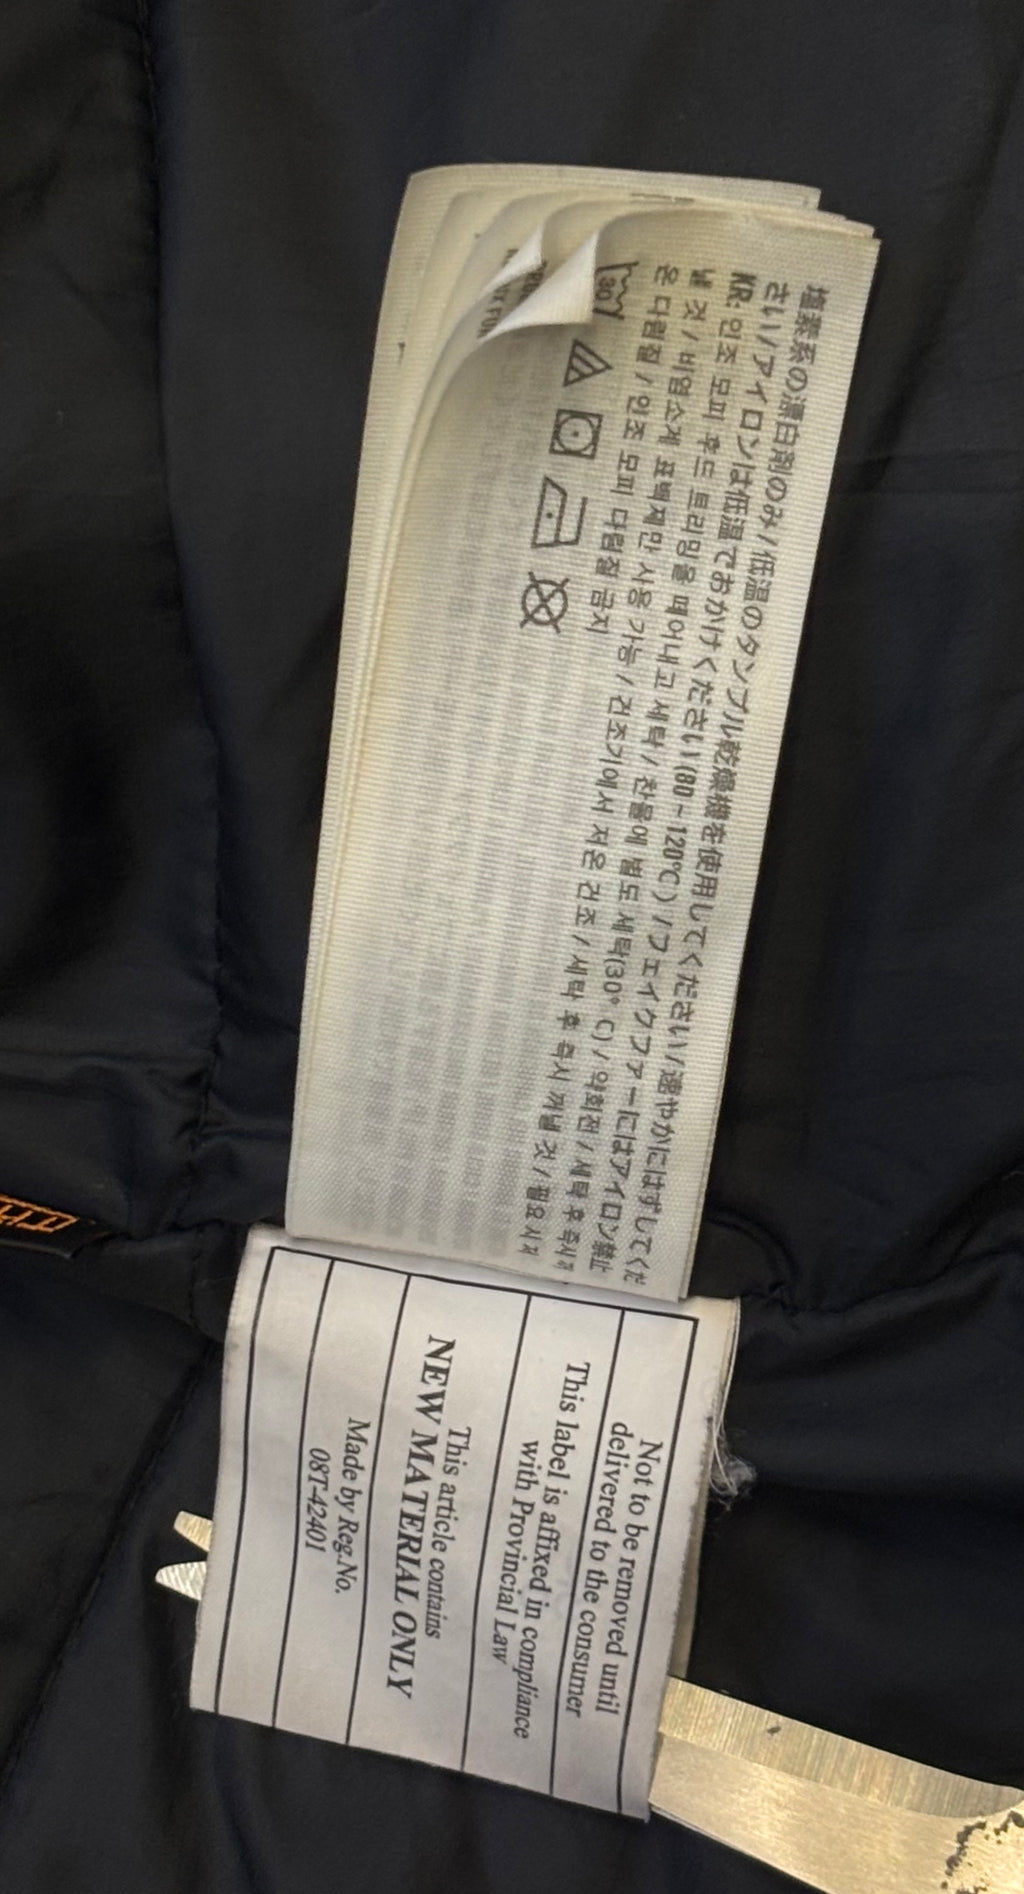 塩素系の漂白剤のみ/低温のタンブル乾燥機を使用してください/速やかにはずしてくだ
さい/アイロンは低温でおかけください(80~120℃)/フェイクファーにはアイロン禁止
KR: 인조 모피 후드 트리밍을 떼어내고 세탁 / 찬물에 별도 세탁(30° C) / 약회전 / 세탁 후 즉시
낼 것 / 비염소계 표백제만 사용 가능 / 건조기에서 저온 건조 / 세탁 후 즉시 꺼낼 것 / 필요시 저
온 다림질 / 인조 모피 다림질 금지
30
Not to be removed until
delivered to the consumer
This label is affixed in compliance
with Provincial Law
This article contains
NEW MATERIAL ONLY
Made by Reg.No.
08T-42401